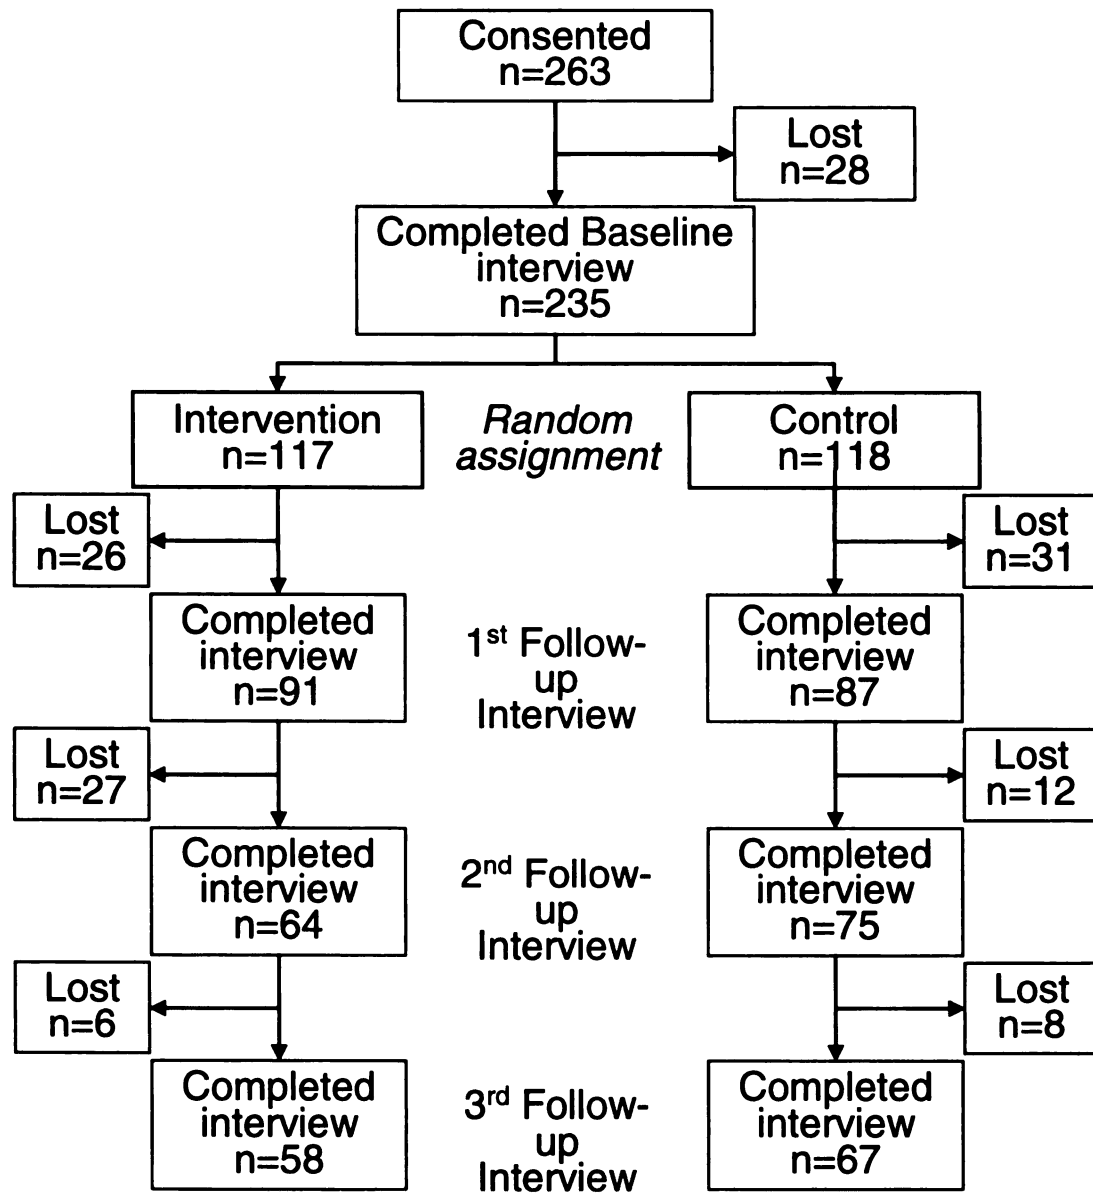 Consented
n=263
Lost
n=28
Completed Baseline
interview
n=235
Intervention
n=117
Random
assignment
Control
n=118
Lost
n=26
Lost
n=31
Completed
interview
n=91
1st Follow-
up
Interview
Completed
interview
n=87
Lost
n=27
Lost
n=12
Completed
interview
n=64
2nd Follow-
up
Interview
Completed
interview
n=75
Lost
n=6
Lost
n=8
Completed
interview
n=58
3rd Follow-
up
Interview
Completed
interview
n=67